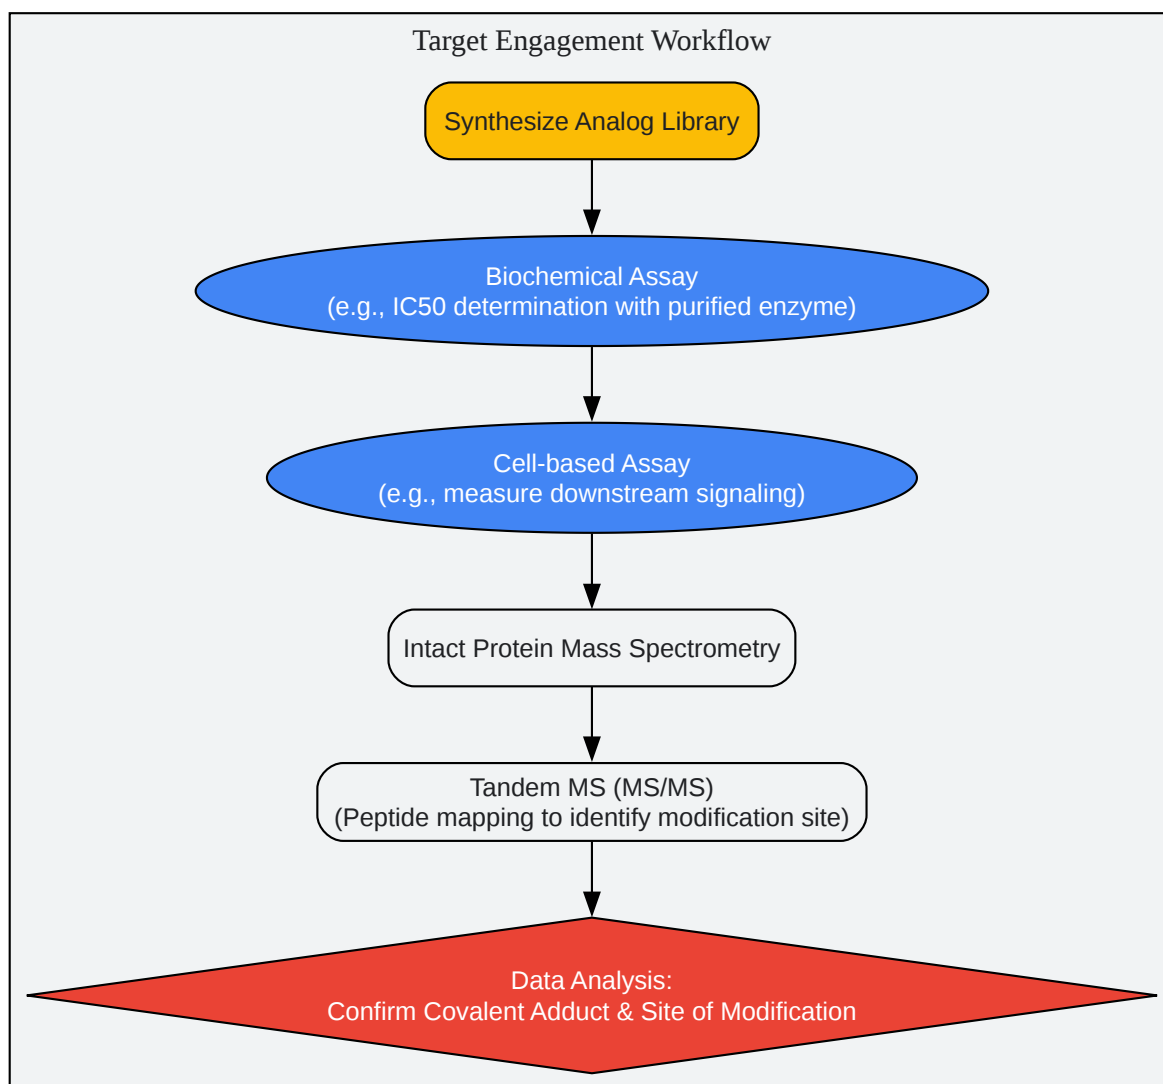 Target Engagement Workflow
Synthesize Analog Library
Biochemical Assay
(e.g., IC50 determination with purified enzyme)
Cell-based Assay
(e.g., measure downstream signaling)
Intact Protein Mass Spectrometry
Tandem MS (MS/MS)
(Peptide mapping to identify modification site)
Data Analysis:
Confirm Covalent Adduct & Site of Modification